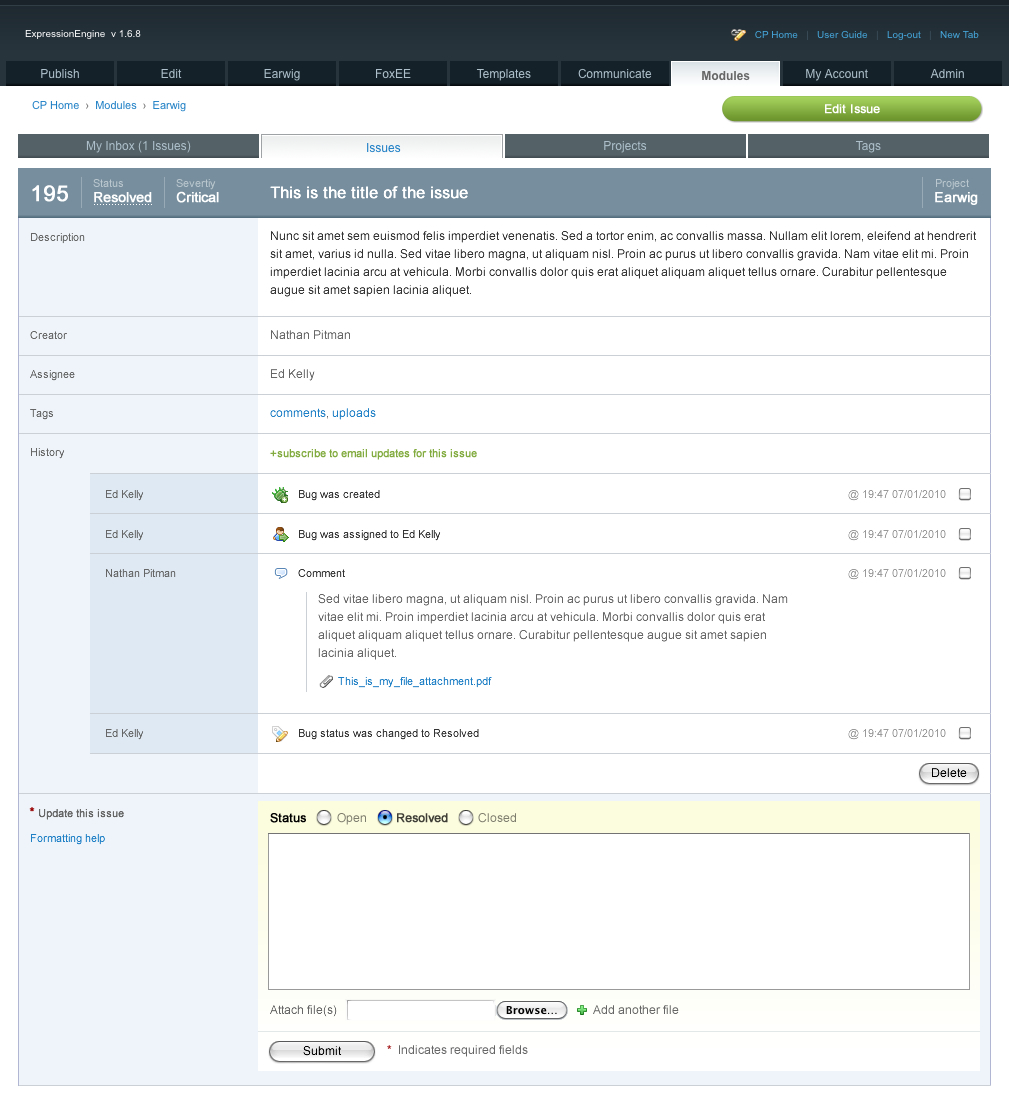 ExpressionEngine v 1.6.8
CP Home | User Guide | Log-out | New Tab
Publish Edit Earwig FoxEE Templates Communicate Modules My Account Admin
CP Home › Modules › Earwig
Edit Issue
My Inbox (1 Issues) Issues Projects Tags
195
Status
Resolved
Severtiy
Critical
This is the title of the issue
Project
Earwig
Description
Nunc sit amet sem euismod felis imperdiet venenatis. Sed a tortor enim, ac convallis massa. Nullam elit lorem, eleifend at hendrerit
sit amet, varius id nulla. Sed vitae libero magna, ut aliquam nisl. Proin ac purus ut libero convallis gravida. Nam vitae elit mi. Proin
imperdiet lacinia arcu at vehicula. Morbi convallis dolor quis erat aliquet aliquam aliquet tellus ornare. Curabitur pellentesque
augue sit amet sapien lacinia aliquet.
Creator Nathan Pitman
Assignee Ed Kelly
Tags comments, uploads
History +subscribe to email updates for this issue
Ed Kelly Bug was created @ 19:47 07/01/2010
Ed Kelly Bug was assigned to Ed Kelly @ 19:47 07/01/2010
Nathan Pitman Comment @ 19:47 07/01/2010
Sed vitae libero magna, ut aliquam nisl. Proin ac purus ut libero convallis gravida. Nam
vitae elit mi. Proin imperdiet lacinia arcu at vehicula. Morbi convallis dolor quis erat
aliquet aliquam aliquet tellus ornare. Curabitur pellentesque augue sit amet sapien
lacinia aliquet.
This_is_my_file_attachment.pdf
Ed Kelly Bug status was changed to Resolved @ 19:47 07/01/2010
Delete
* Update this issue
Formatting help
Status Open Resolved Closed
Attach file(s) Browse... Add another file
Submit * Indicates required fields